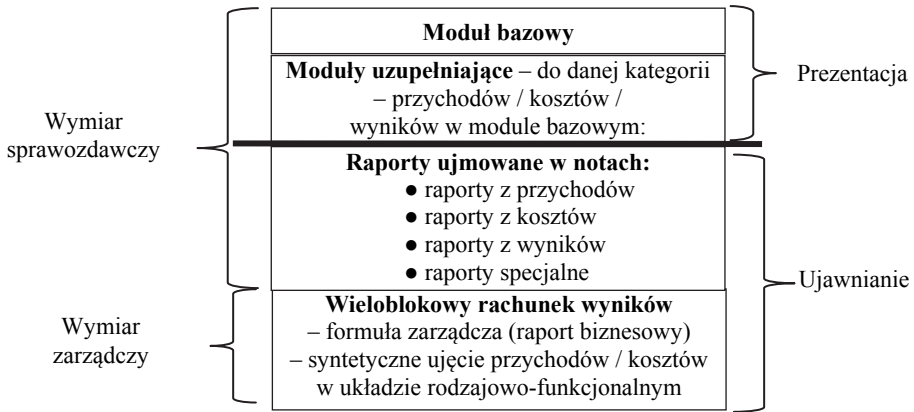 Moduł bazowy
Moduły uzupełniające – do danej kategorii
– przychodów / kosztów /
wyników w module bazowym:
Prezentacja
Wymiar
sprawozdawczy
Raporty ujmowane w notach:
● raporty z przychodów
● raporty z kosztów
● raporty z wyników
● raporty specjalne
Ujawnianie
Wieloblokowy rachunek wyników
– formuła zarządcza (raport biznesowy)
– syntetyczne ujęcie przychodów / kosztów
w układzie rodzajowo-funkcjonalnym
Wymiar
zarządczy